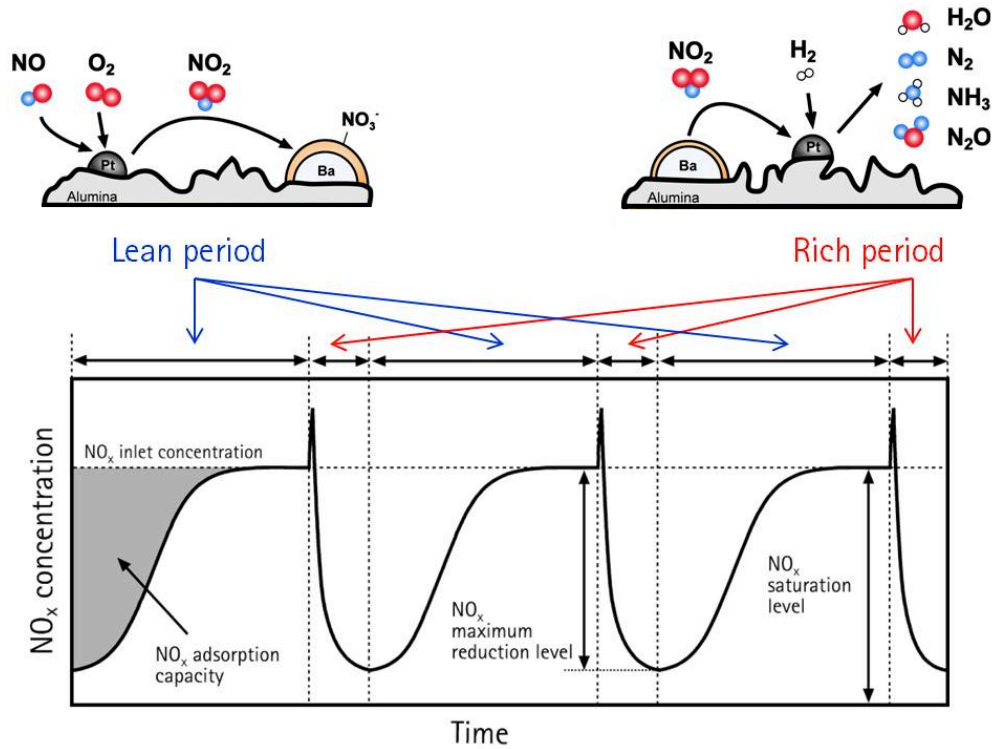 NO O₂ NO₂
NO₃⁻
Pt
Ba
Alumina
NO₂ H₂
H₂O
N₂
NH₃
N₂O
Ba
Pt
Alumina
Lean period
Rich period
NOₓ inlet concentration
NOₓ adsorption
capacity
NOₓ
maximum
reduction level
NOₓ
saturation
level
NOₓ concentration
Time